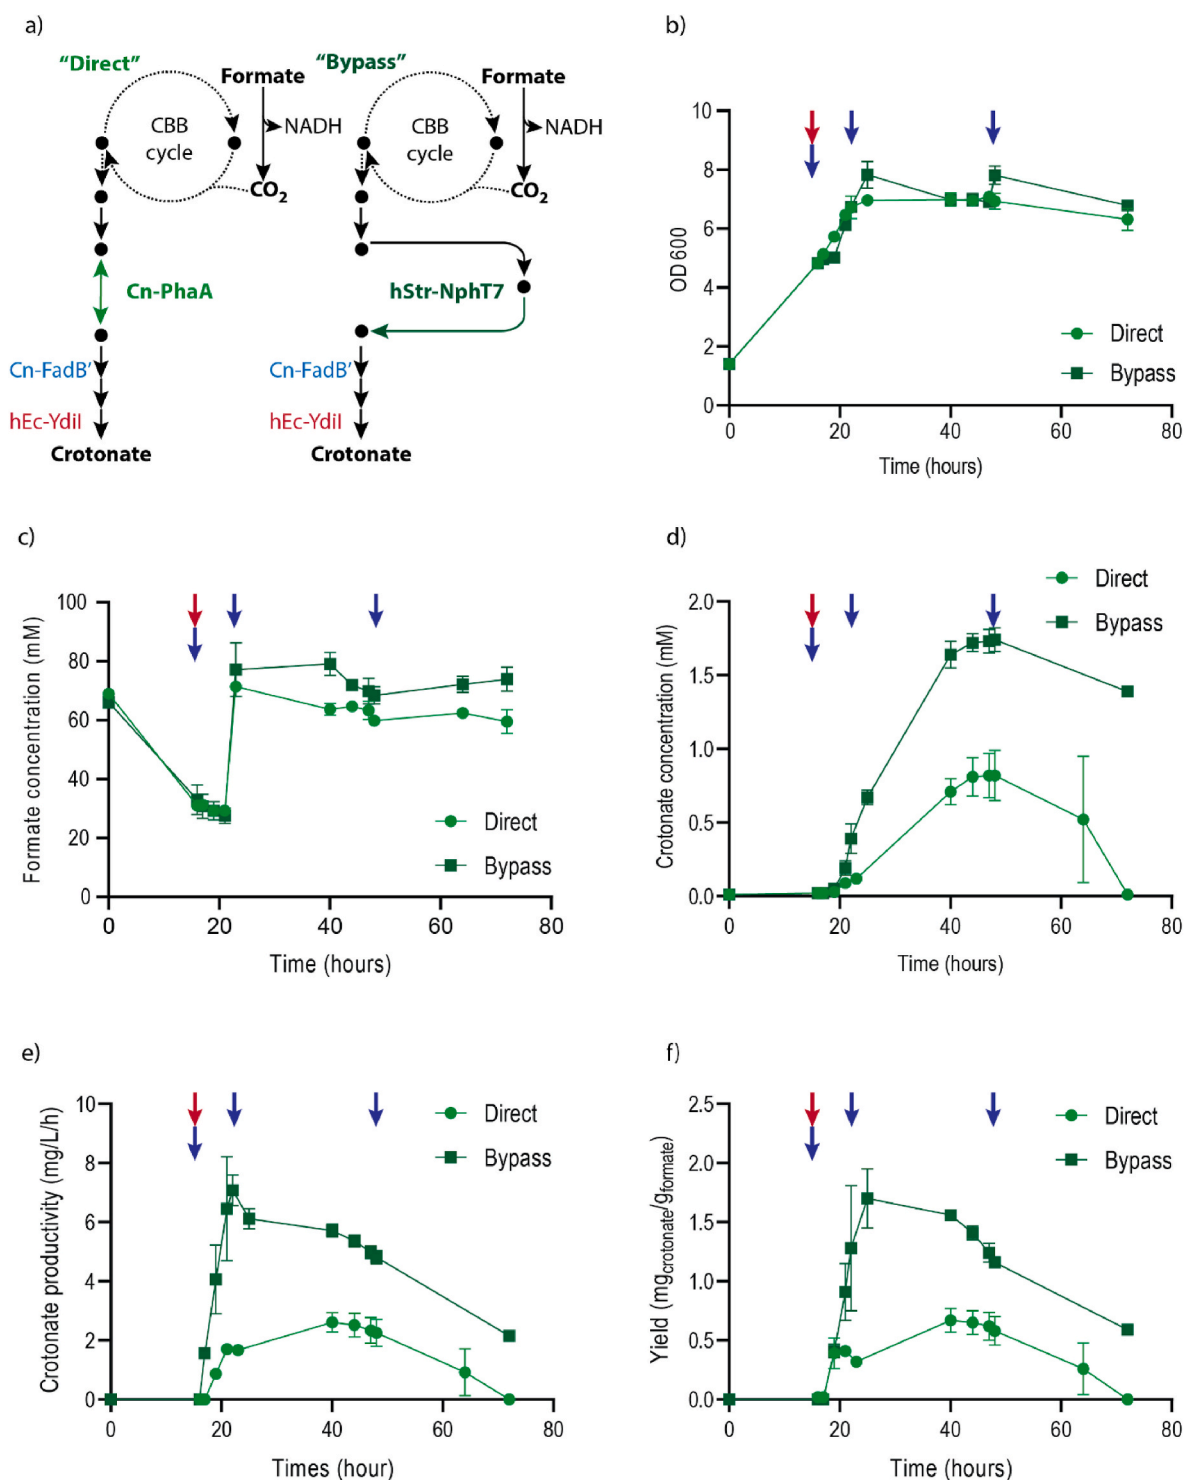 a)
“Direct”
“Bypass”
Formate
Formate
CBB
cycle
NADH
CBB
cycle
NADH
CO2
CO2
Cn-PhaA
hStr-NphT7
Cn-FadB’
Cn-FadB’
hEc-YdiI
hEc-YdiI
Crotonate
Crotonate
b)
10
8
6
4
2
0
OD 600
Direct
Bypass
0 20 40 60 80
Time (hours)
c)
100
80
60
40
20
0
Formate concentration (mM)
Direct
Bypass
0 20 40 60 80
Time (hours)
d)
Direct
Bypass
2.0
1.5
1.0
0.5
0.0
Crotonate concentration (mM)
0 20 40 60 80
Time (hours)
e)
10
8
6
4
2
0
Crotonate productivity (mg/L/h)
Direct
Bypass
0 20 40 60 80
Times (hour)
f)
2.5
2.0
1.5
1.0
0.5
0.0
Yield (mgcrotonate/gformate)
Direct
Bypass
0 20 40 60 80
Time (hours)